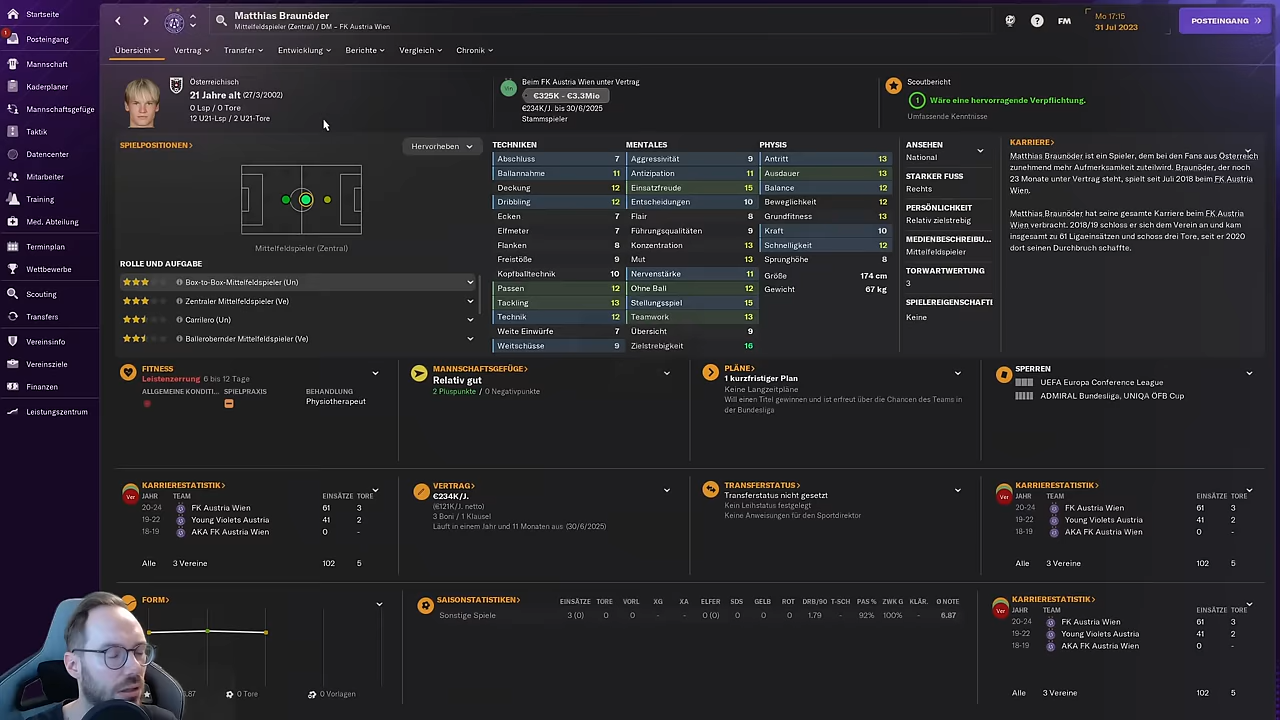 Startseite
Posteingang
1
Mannschaft
Kaderplaner
Mannschaftsgefüge
Taktik
Datencenter
Mitarbeiter
Training
Med. Abteilung
Terminplan
Wettbewerbe
Scouting
Transfers
Vereinsinfo
Vereinsziele
Finanzen
Leistungszentrum
Matthias Braunöder
Mittelfeldspieler (Zentral) / DM – FK Austria Wien
FM
Mo 17:15
31 Jul 2023
POSTEINGANG
Übersicht
Vertrag
Transfer
Entwicklung
Berichte
Vergleich
Chronik
Österreichisch
21 Jahre alt (27/3/2002)
0 Lsp / 0 Tore
12 U21-Lsp / 2 U21-Tore
Beim FK Austria Wien unter Vertrag
€325K - €3.3Mio
€234K/J. bis 30/6/2025
Stammspieler
Scoutbericht
1 Wäre eine hervorragende Verpflichtung.
Umfassende Kenntnisse
SPIELPOSITIONEN
Hervorheben
Mittelfeldspieler (Zentral)
ROLLE UND AUFGABE
Box-to-Box-Mittelfeldspieler (Un)
Zentraler Mittelfeldspieler (Ve)
Carrilero (Un)
Ballerobernder Mittelfeldspieler (Ve)
TECHNIKEN
Abschluss 7
Ballannahme 11
Deckung 12
Dribbling 12
Ecken 7
Elfmeter 7
Flanken 8
Freistöße 9
Kopfballtechnik 10
Passen 12
Tackling 13
Technik 12
Weite Einwürfe 7
Weitschüsse 9
MENTALES
Aggressivität 9
Antizipation 11
Einsatzfreude 15
Entscheidungen 10
Flair 8
Führungsqualitäten 9
Konzentration 13
Mut 13
Nervenstärke 11
Ohne Ball 12
Stellungsspiel 15
Teamwork 13
Übersicht 9
Zielstrebigkeit 16
PHYSIS
Antritt 13
Ausdauer 13
Balance 12
Beweglichkeit 12
Grundfitness 13
Kraft 10
Schnelligkeit 12
Sprunghöhe 8
Größe 174 cm
Gewicht 67 kg
ANSEHEN
National
STARKER FUSS
Rechts
PERSÖNLICHKEIT
Relativ zielstrebig
MEDIENBESCHREIBU...
Mittelfeldspieler
TORWARTWERTUNG
3
SPIELEREIGENSCHAFTI
Keine
KARRIERE
Matthias Braunöder ist ein Spieler, dem bei den Fans aus Österreich
zunehmend mehr Aufmerksamkeit zuteilwird. Braunöder, der noch
23 Monate unter Vertrag steht, spielt seit Juli 2018 beim FK Austria
Wien.
Matthias Braunöder hat seine gesamte Karriere beim FK Austria
Wien verbracht. 2018/19 schloss er sich dem Verein an und kam
insgesamt zu 61 Ligaeinsätzen und schoss drei Tore, seit er 2020
dort seinen Durchbruch schaffte.
FITNESS
Leistenzerrung 6 bis 12 Tage
ALLGEMEINE KONDITI... SPIELPRAXIS BEHANDLUNG
Physiotherapeut
MANNSCHAFTSGEFÜGE
Relativ gut
2 Pluspunkte / 0 Negativpunkte
PLÄNE
1 kurzfristiger Plan
Keine Langzeitpläne
Will einen Titel gewinnen und ist erfreut über die Chancen des Teams in
der Bundesliga
SPERREN
UEFA Europa Conference League
ADMIRAL Bundesliga, UNIQA ÖFB Cup
Ver
KARRIERESTATISTIK
JAHR TEAM EINSÄTZE TORE
20-24 FK Austria Wien 61 3
19-22 Young Violets Austria 41 2
18-19 AKA FK Austria Wien 0 -
Alle 3 Vereine 102 5
VERTRAG
€234K/J.
(€121K/J. netto)
3 Boni / 1 Klausel
Läuft in einem Jahr und 11 Monaten aus (30/6/2025)
TRANSFERSTATUS
Transferstatus nicht gesetzt
Kein Leihstatus festgelegt
Keine Anweisungen für den Sportdirektor
Ver
KARRIERESTATISTIK
JAHR TEAM EINSÄTZE TORE
20-24 FK Austria Wien 61 3
19-22 Young Violets Austria 41 2
18-19 AKA FK Austria Wien 0 -
Alle 3 Vereine 102 5
FORM
.87 0 Tore 0 Vorlagen
SAISONSTATISTIKEN
EINSÄTZE TORE VORL XG XA ELFER SDS GELB ROT DRB/90 T-SCH PAS % ZWK G KLÄR. Ø NOTE
Sonstige Spiele 3 (0) 0 0 - - 0 (0) 0 0 0 1.79 - 92% 100% - 6.87
Ver
KARRIERESTATISTIK
JAHR TEAM EINSÄTZE TORE
20-24 FK Austria Wien 61 3
19-22 Young Violets Austria 41 2
18-19 AKA FK Austria Wien 0 -
Alle 3 Vereine 102 5